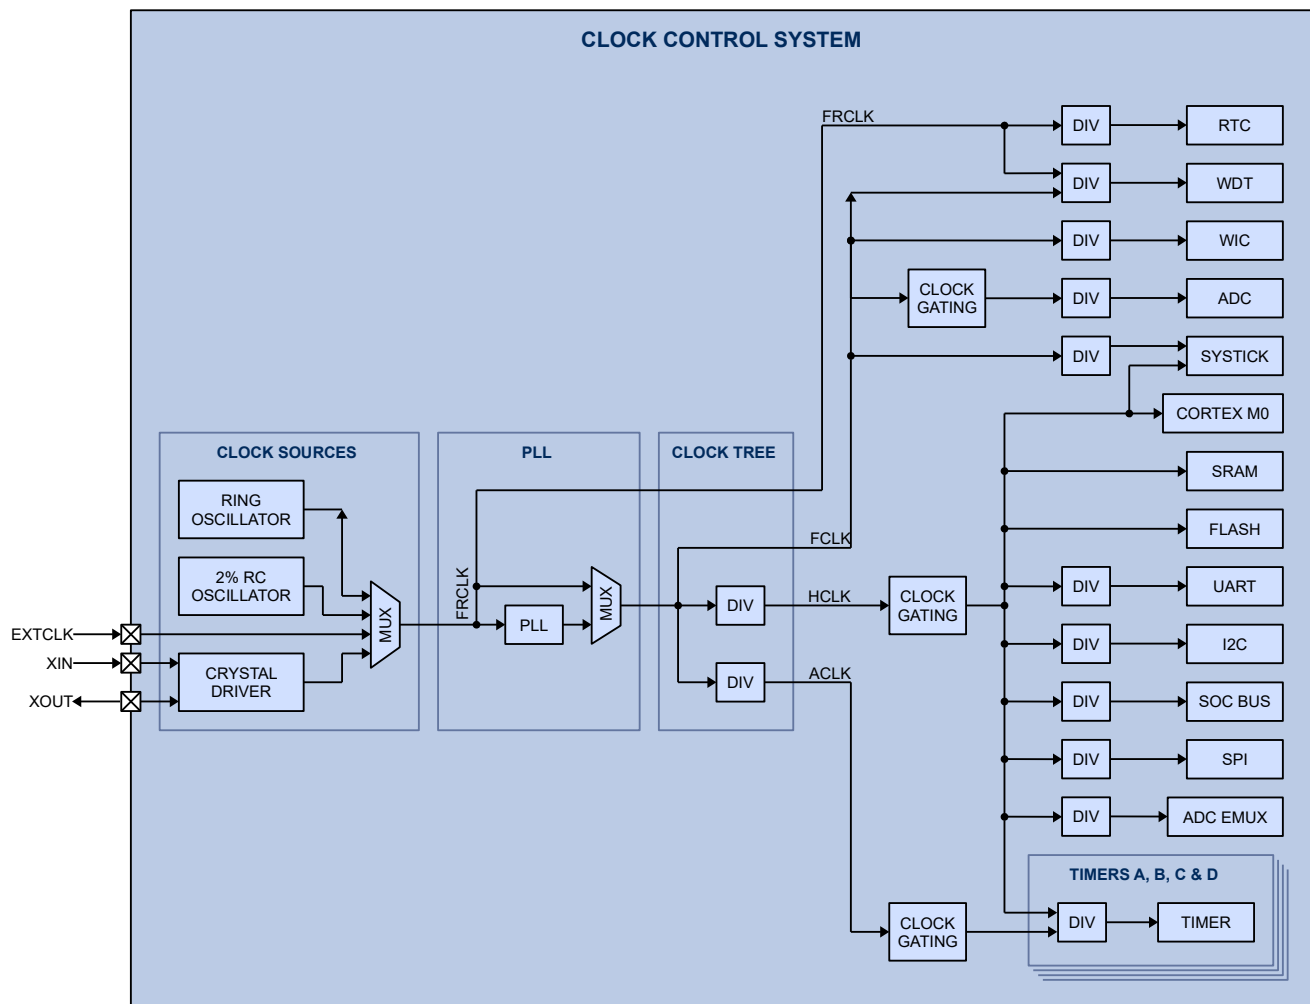 CLOCK CONTROL SYSTEM
FRCLK
DIV
RTC
DIV
WDT
DIV
WIC
CLOCK
GATING
DIV
ADC
DIV
SYSTICK
CORTEX M0
CLOCK SOURCES
PLL
CLOCK TREE
SRAM
RING
OSCILLATOR
FLASH
FCLK
2% RC
OSCILLATOR
MUX
FRCLK
PLL
MUX
DIV
HCLK
CLOCK
GATING
DIV
UART
EXTCLK
XIN
XOUT
CRYSTAL
DRIVER
DIV
I2C
DIV
ACLK
DIV
SOC BUS
DIV
SPI
DIV
ADC EMUX
TIMERS A, B, C & D
CLOCK
GATING
DIV
TIMER